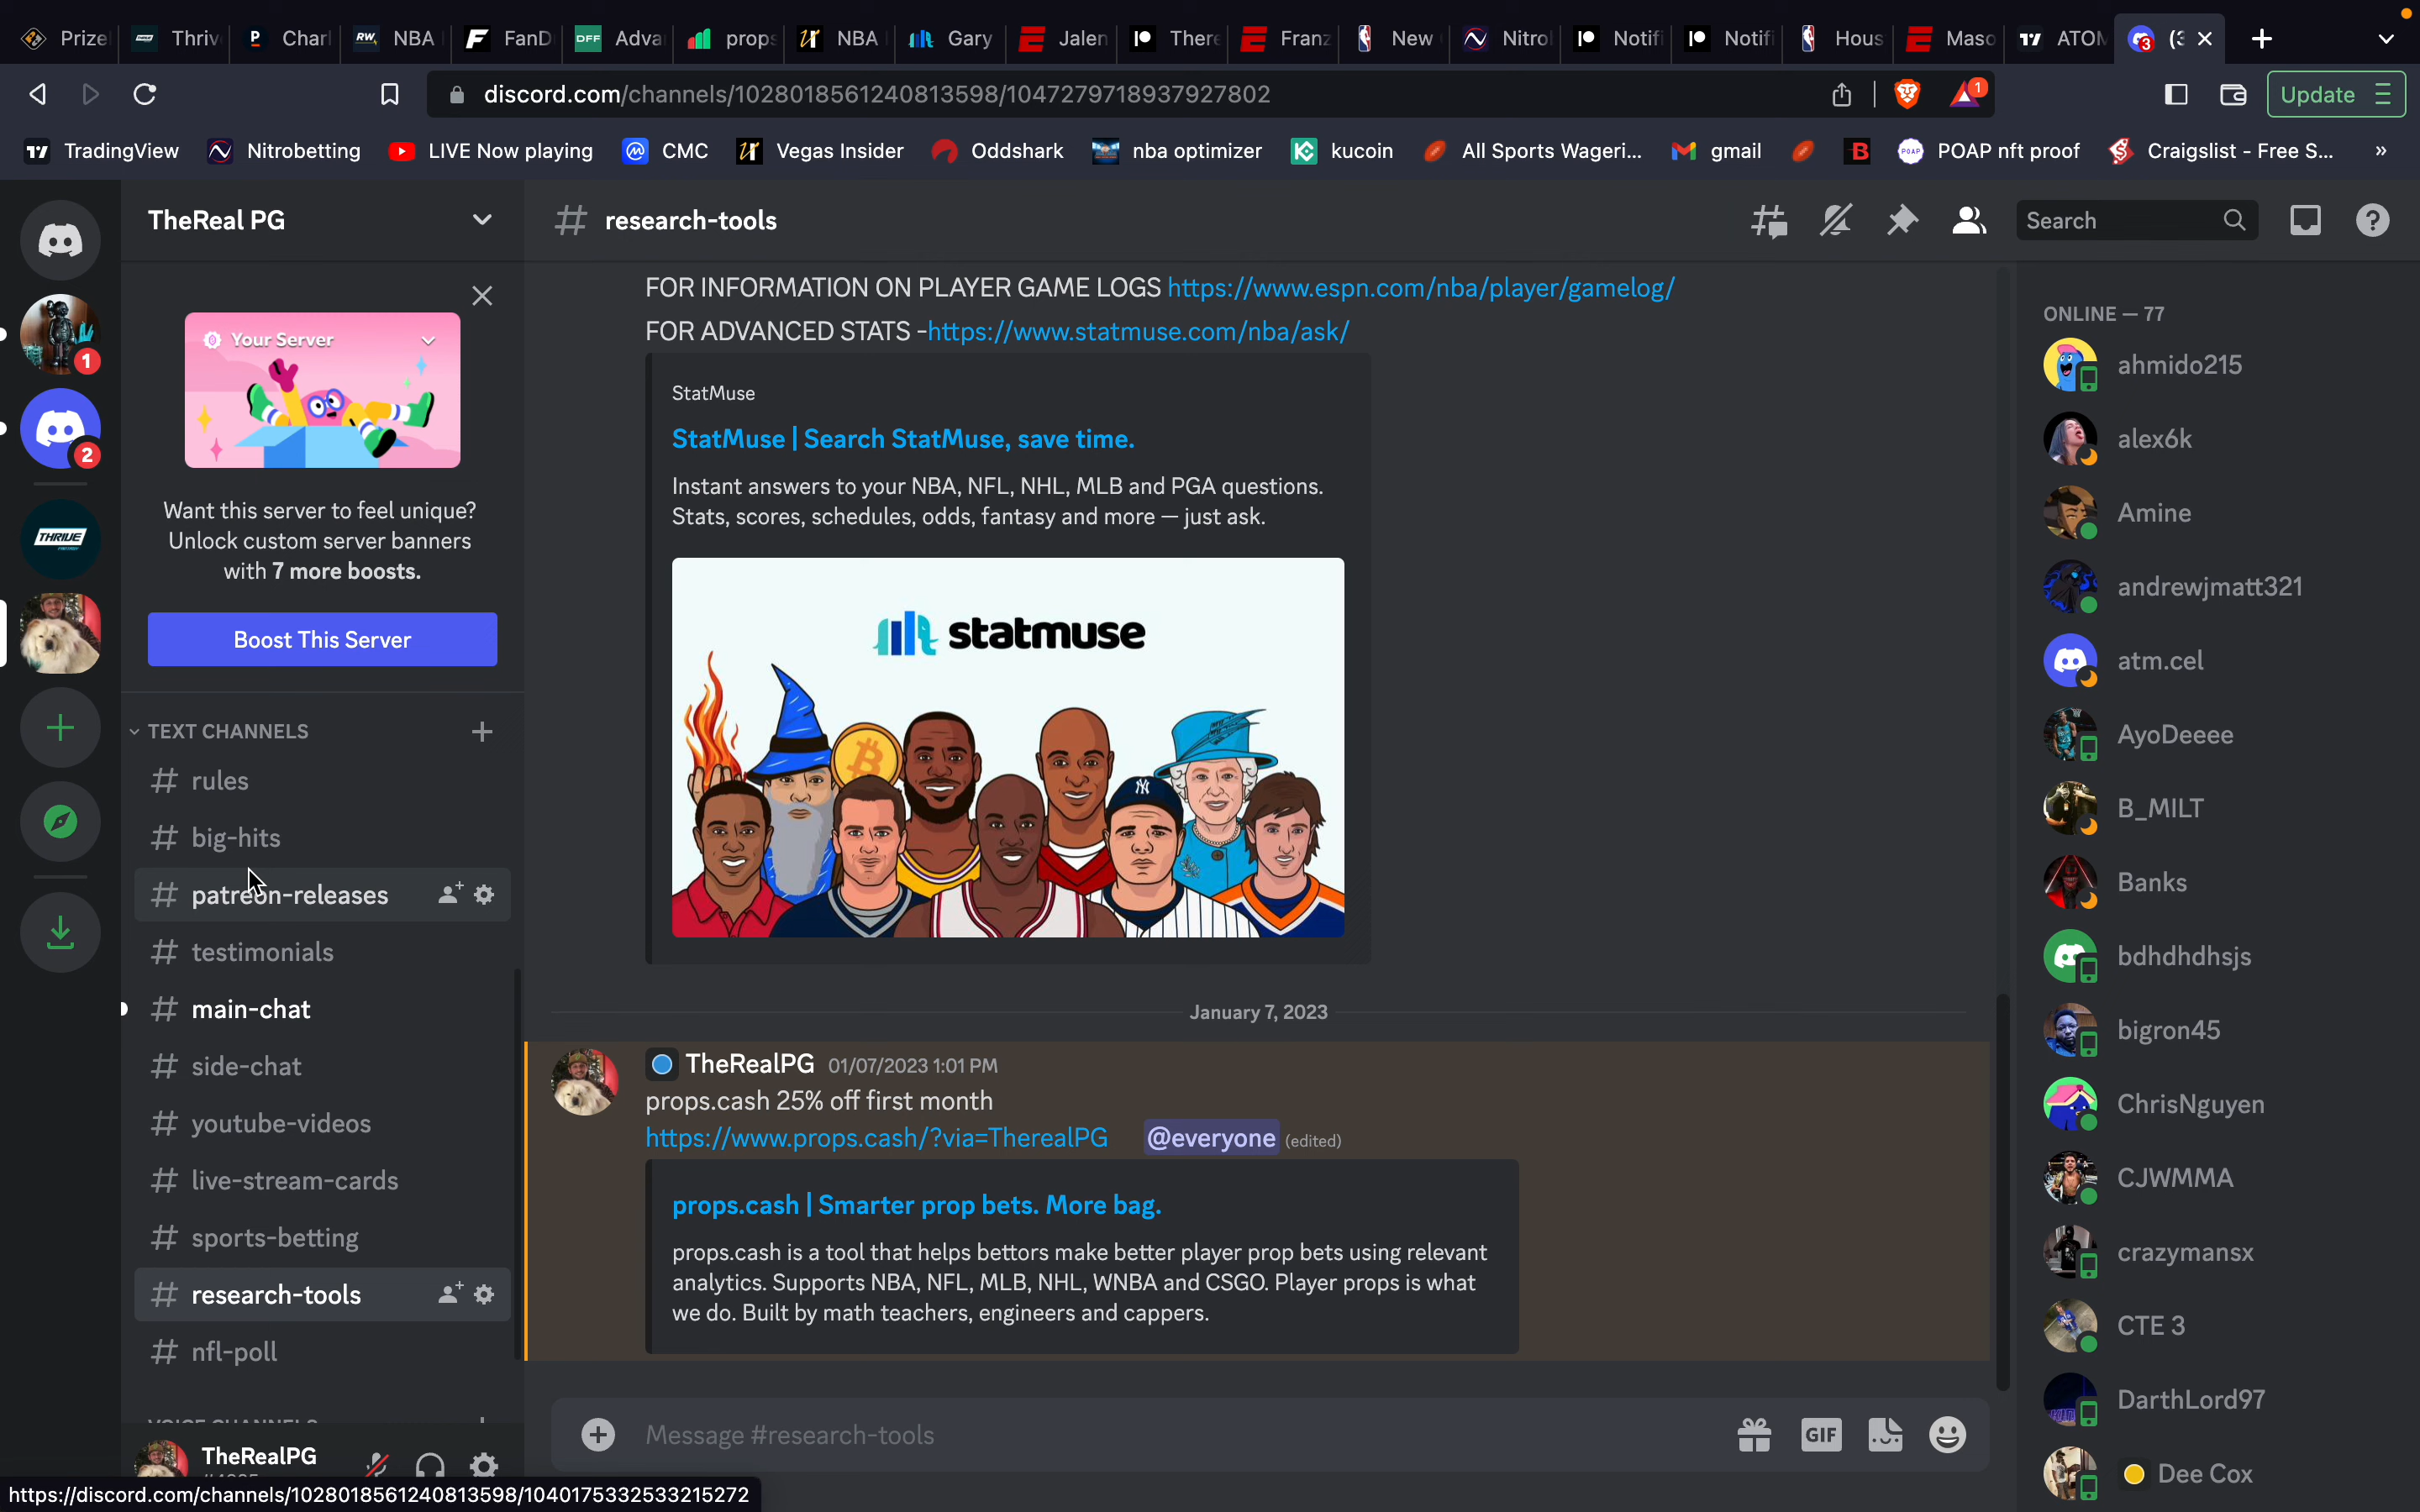 Prize
Thriv
Charl
NBA
FanD
Adva
props
NBA
Gary
Jalen
There
Franz
New
Nitrol
Notifi
Notifi
Hous
Maso
ATOM
(3
discord.com/channels/1028018561240813598/1047279718937927802
1
Update
TradingView
Nitrobetting
LIVE Now playing
CMC
Vegas Insider
Oddshark
nba optimizer
kucoin
All Sports Wageri...
gmail
POAP nft proof
Craigslist - Free S...
»
TheReal PG
research-tools
Search
1
2
THRIVE
Your Server
Want this server to feel unique?
Unlock custom server banners
with 7 more boosts.
Boost This Server
TEXT CHANNELS
rules
big-hits
patreon-releases
testimonials
main-chat
side-chat
youtube-videos
live-stream-cards
sports-betting
research-tools
nfl-poll
TheRealPG
https://discord.com/channels/1028018561240813598/1040175332533215272
FOR INFORMATION ON PLAYER GAME LOGS https://www.espn.com/nba/player/gamelog/
FOR ADVANCED STATS -https://www.statmuse.com/nba/ask/
StatMuse
StatMuse | Search StatMuse, save time.
Instant answers to your NBA, NFL, NHL, MLB and PGA questions.
Stats, scores, schedules, odds, fantasy and more — just ask.
statmuse
January 7, 2023
TheRealPG 01/07/2023 1:01 PM
props.cash 25% off first month
https://www.props.cash/?via=TherealPG @everyone (edited)
props.cash | Smarter prop bets. More bag.
props.cash is a tool that helps bettors make better player prop bets using relevant
analytics. Supports NBA, NFL, MLB, NHL, WNBA and CSGO. Player props is what
we do. Built by math teachers, engineers and cappers.
Message #research-tools
GIF
ONLINE — 77
ahmido215
alex6k
Amine
andrewjmatt321
atm.cel
AyoDeeee
B_MILT
Banks
bdhdhdhsjs
bigron45
ChrisNguyen
CJWMMA
crazymansx
CTE 3
DarthLord97
Dee Cox